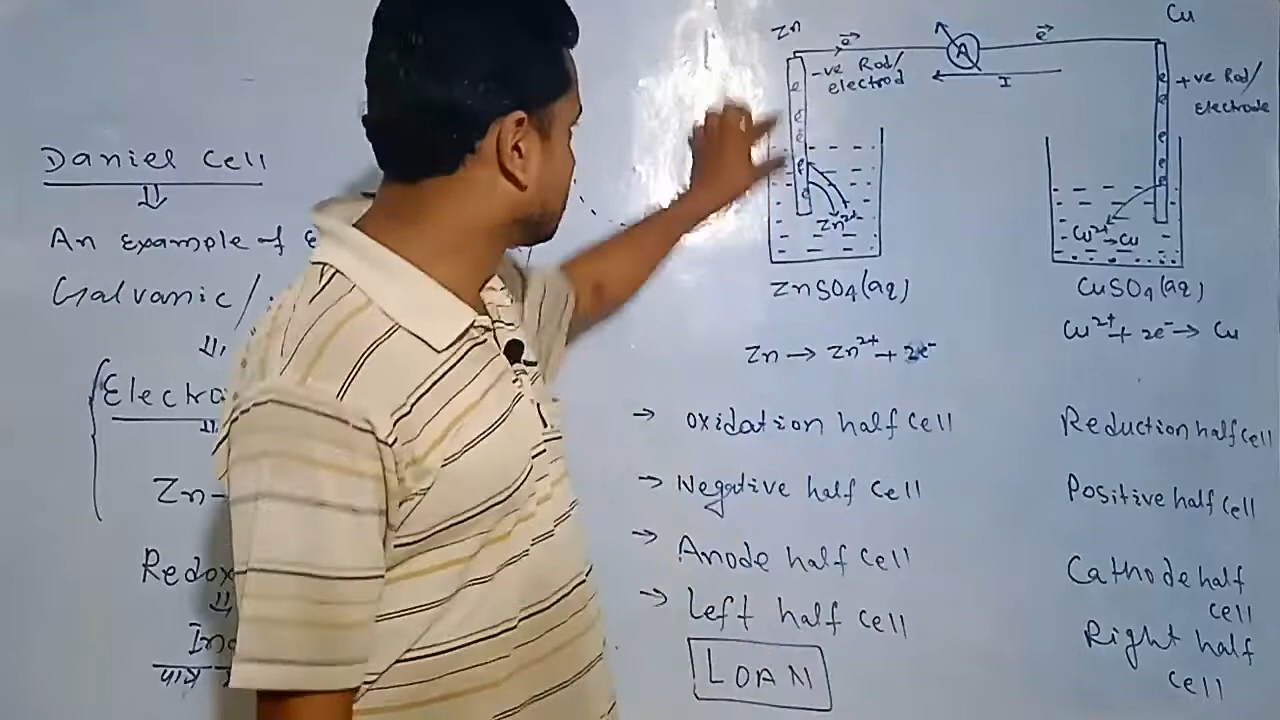 Daniel Cell
An Example of
Galvanic/
Electro
Zn-
Redox
Zn
e⁻
A
e⁻
I
Cu
-ve Rod/
electrod
e
e
e
e
e
Zn²⁺
ZnSO4(aq)
Zn → Zn²⁺ + 2e⁻
+ve Rod/
Electrode
e
e
e
e
e
Cu²⁺ → Cu
CuSO4(aq)
Cu²⁺ + 2e⁻ → Cu
→ oxidation half cell
→ Negative half cell
→ Anode half cell
→ Left half cell
LOAN
Reduction half cell
Positive half cell
Cathode half
cell
Right half
cell